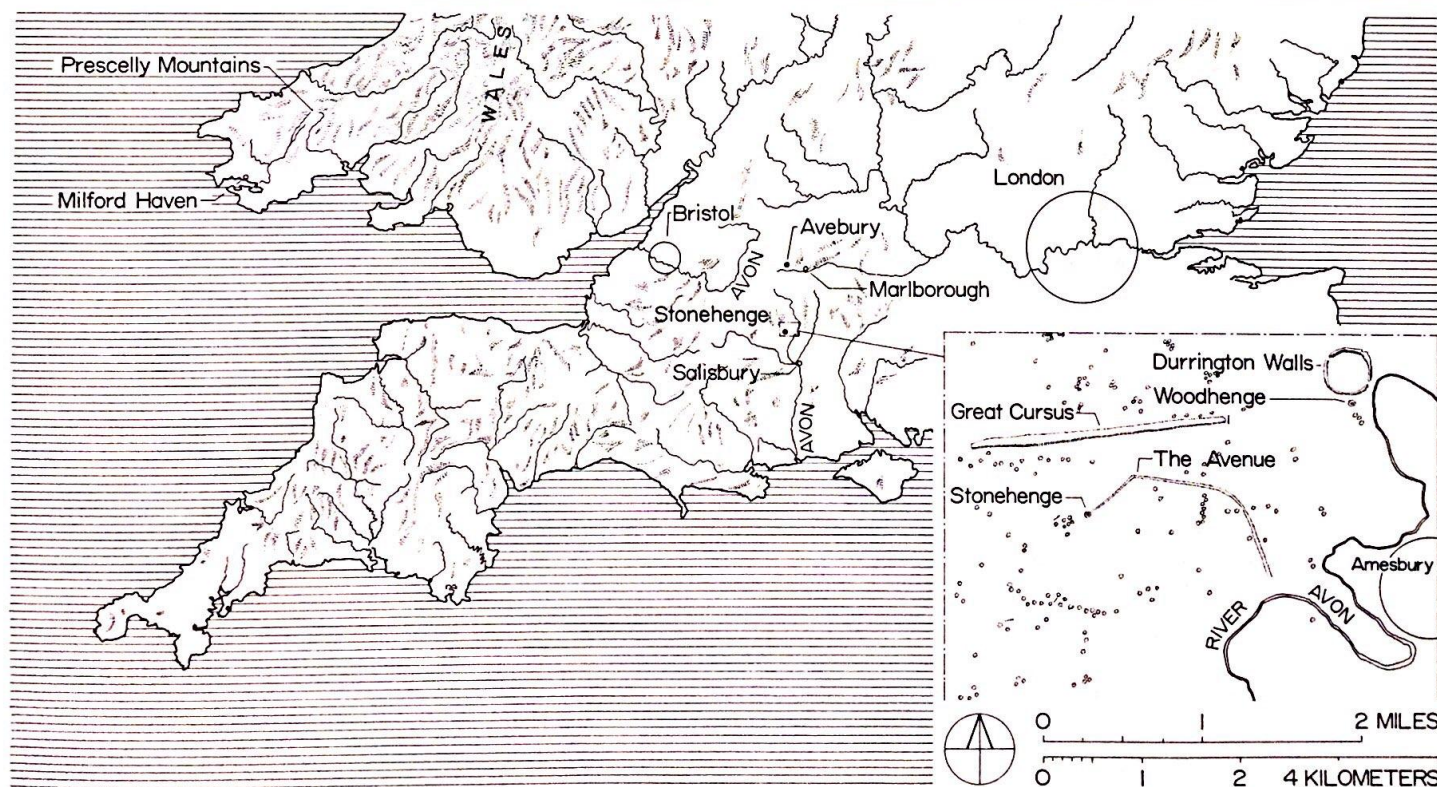 Prescelly Mountains
WALES
Milford Haven
Bristol
London
Avebury
AVON
Marlborough
Stonehenge
Salisbury
AVON
Durrington Walls
Woodhenge
Great Cursus
The Avenue
Stonehenge
Amesbury
RIVER AVON
0 1 2 MILES
0 1 2 4 KILOMETERS